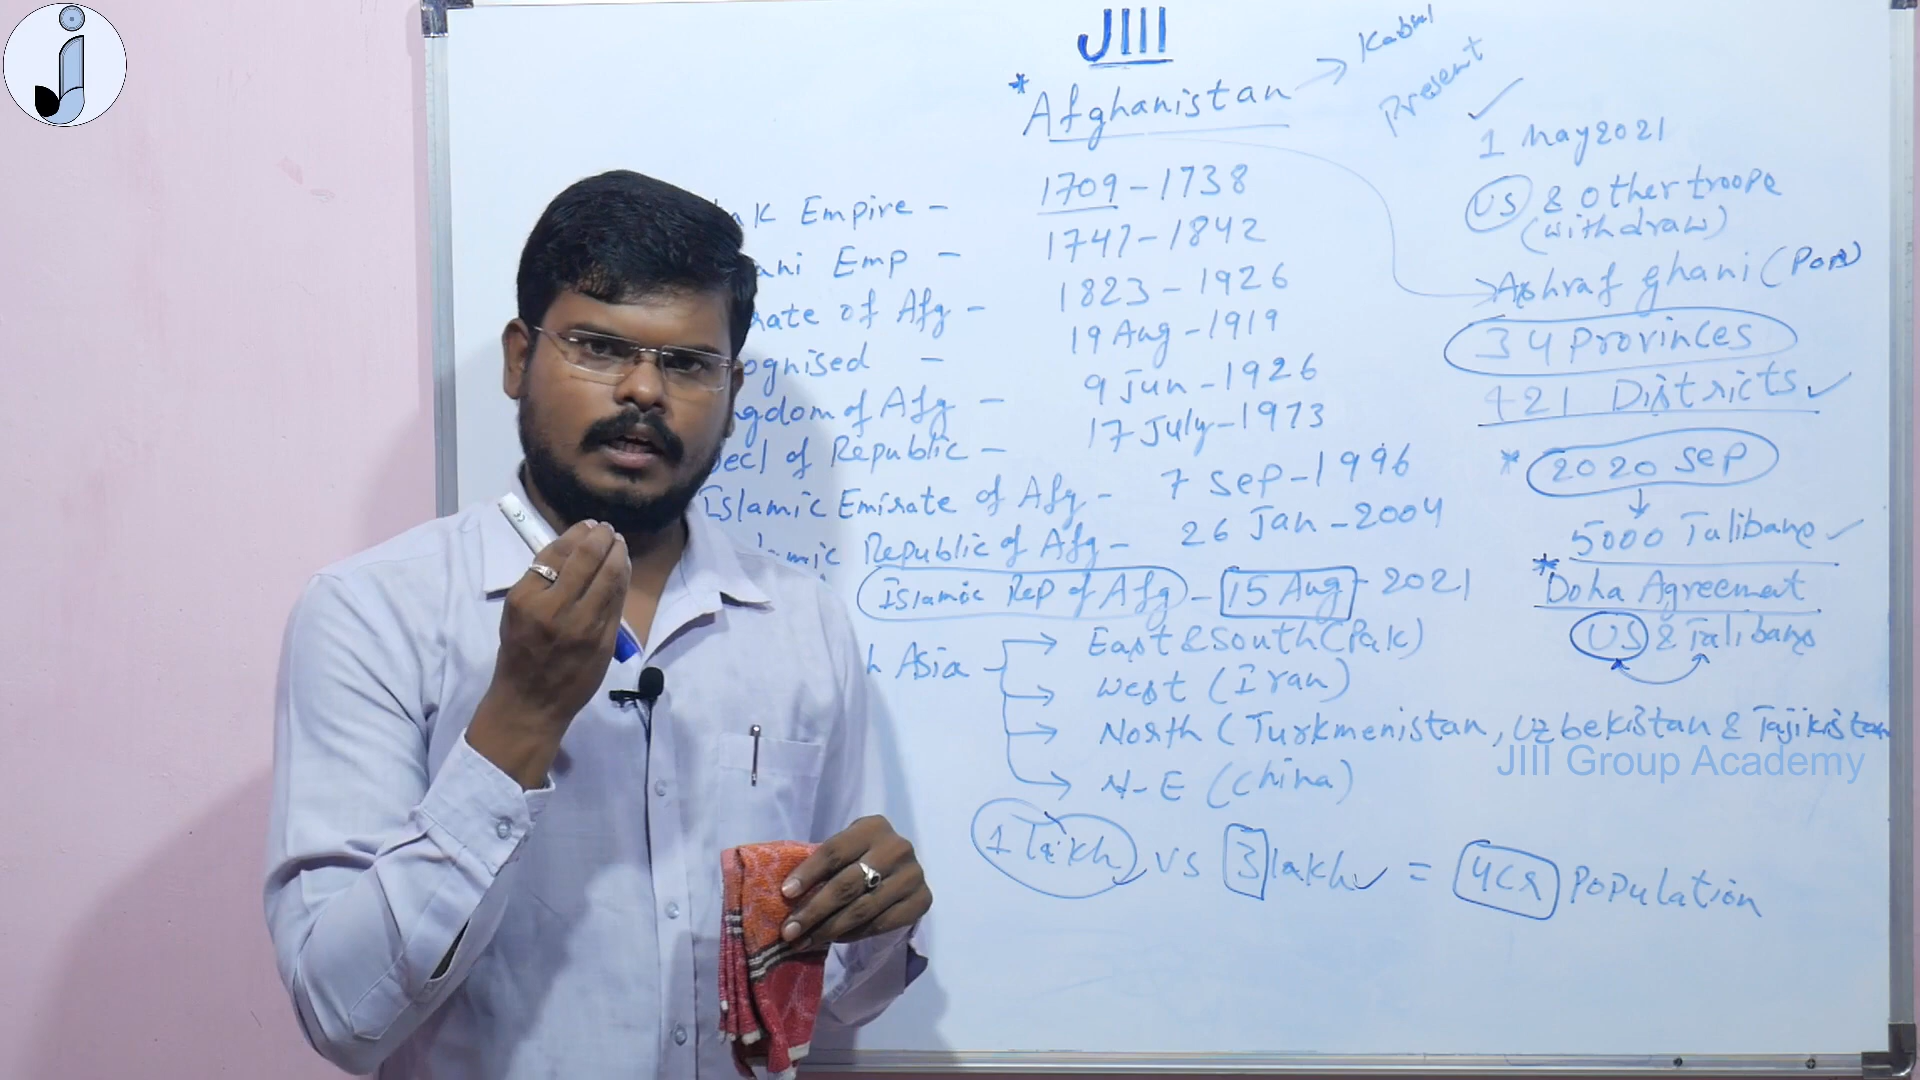 JIII
* Afghanistan → Kabul
Present
Empire - 1709-1738
Emp - 1747-1842
of Afg - 1823-1926
ognised - 19 Aug-1919
gdom of Afg - 9 Jun-1926
Decl of Republic - 17 July-1973
Islamic Emirate of Afg - 7 Sep-1996
Republic of Afg - 26 Jan-2004
Islamic Rep of Afg - 15 Aug-2021
h Asia → East & South (Pak)
→ West (Iran)
→ North (Turkmenistan, Uzbekistan & Tajikistan
→ N-E (China)
1 lakh vs 3 lakh = 4cr Population
1 May 2021
US & other troops
(withdraw)
Ashraf ghani
34 Provinces
421 Districts
* 2020 Sep
↓
5000 Talibans
* Doha Agreement
US & Talibans
JIII Group Academy